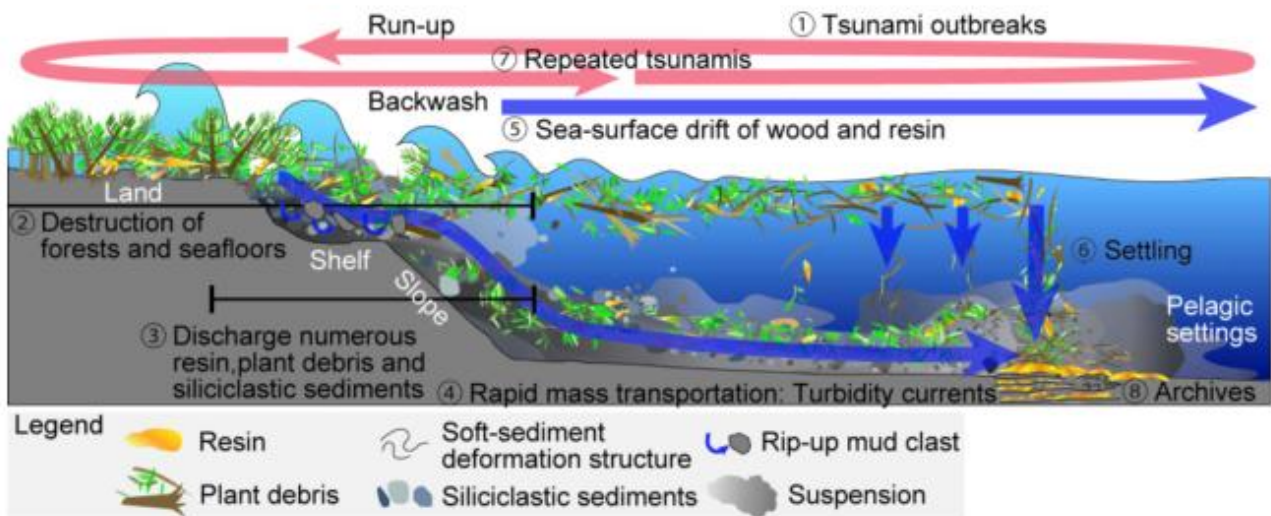 Run-up
① Tsunami outbreaks
⑦ Repeated tsunamis
Backwash
⑤ Sea-surface drift of wood and resin
Land
② Destruction of
forests and seafloors
Shelf
Slope
⑥ Settling
Pelagic
settings
③ Discharge numerous
resin,plant debris and
siliciclastic sediments
④ Rapid mass transportation: Turbidity currents
⑧ Archives
Legend
Resin
Soft-sediment
deformation structure
Rip-up mud clast
Plant debris
Siliciclastic sediments
Suspension